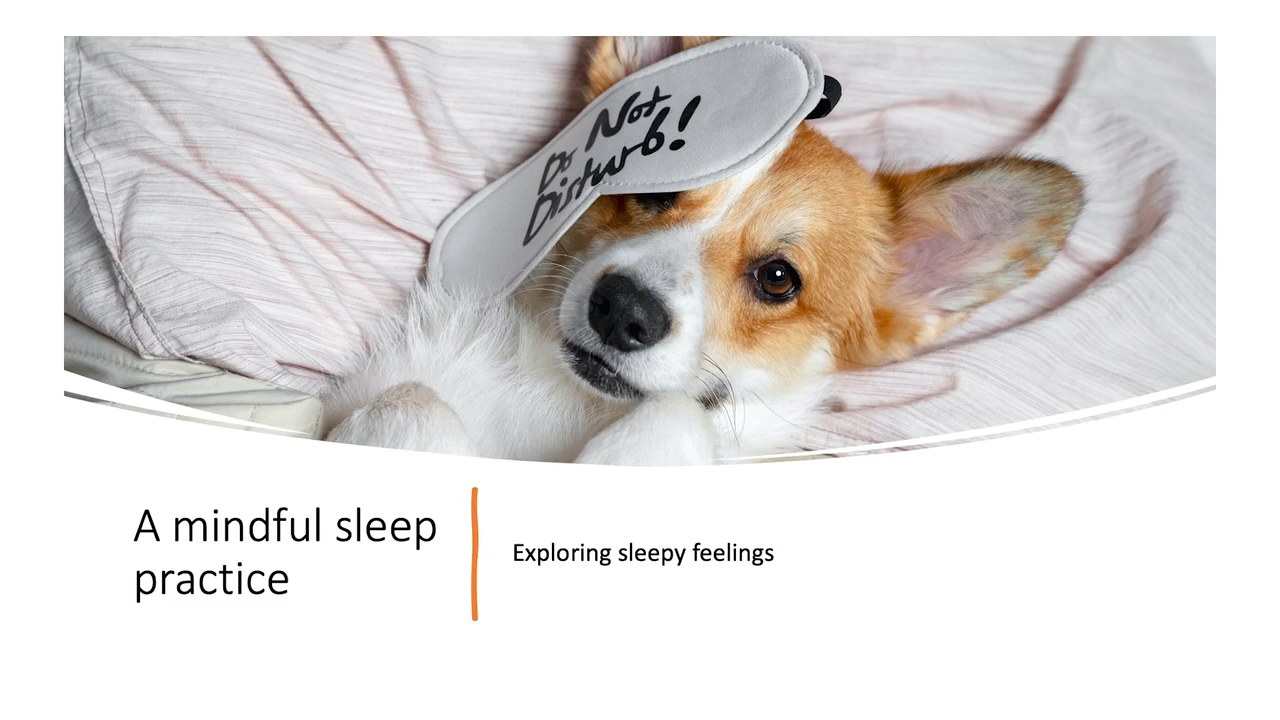 Do Not
Disturb!
A mindful sleep
practice
Exploring sleepy feelings